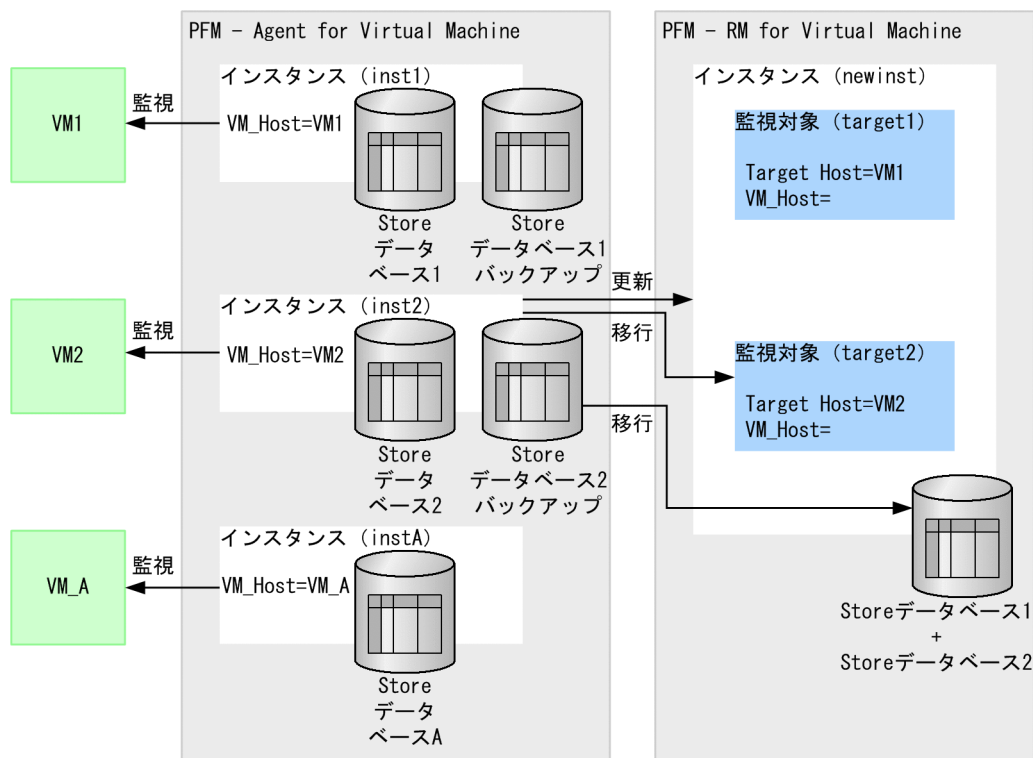 PFM - Agent for Virtual Machine
インスタンス (inst1)
VM1
監視
VM_Host=VM1
Store
データ
ベース1
Store
データベース1
バックアップ
インスタンス (inst2)
VM2
監視
VM_Host=VM2
Store
データ
ベース2
Store
データベース2
バックアップ
インスタンス (instA)
VM_A
監視
VM_Host=VM_A
Store
データ
ベースA
更新
移行
移行
PFM - RM for Virtual Machine
インスタンス (newinst)
監視対象 (target1)
Target Host=VM1
VM_Host=
監視対象 (target2)
Target Host=VM2
VM_Host=
Storeデータベース1
+
Storeデータベース2